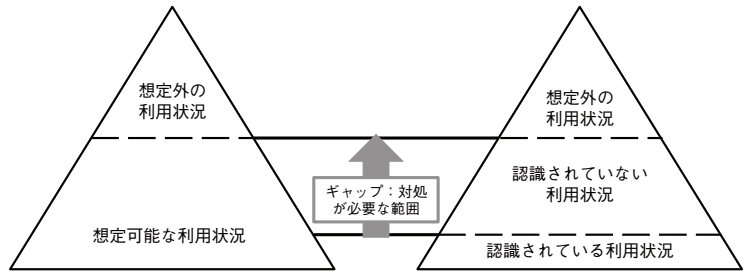 想定外の
利用状況
想定可能な利用状況
ギャップ：対処
が必要な範囲
想定外の
利用状況
認識されていない
利用状況
認識されている利用状況